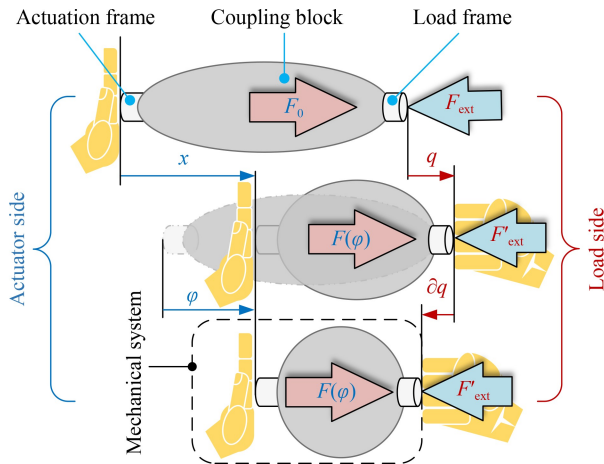 Actuation frame
Coupling block
Load frame
F₀
Fₑₓₜ
x
q
F(φ)
F′ₑₓₜ
φ
∂q
F(φ)
F′ₑₓₜ
Actuator side
Mechanical system
Load side